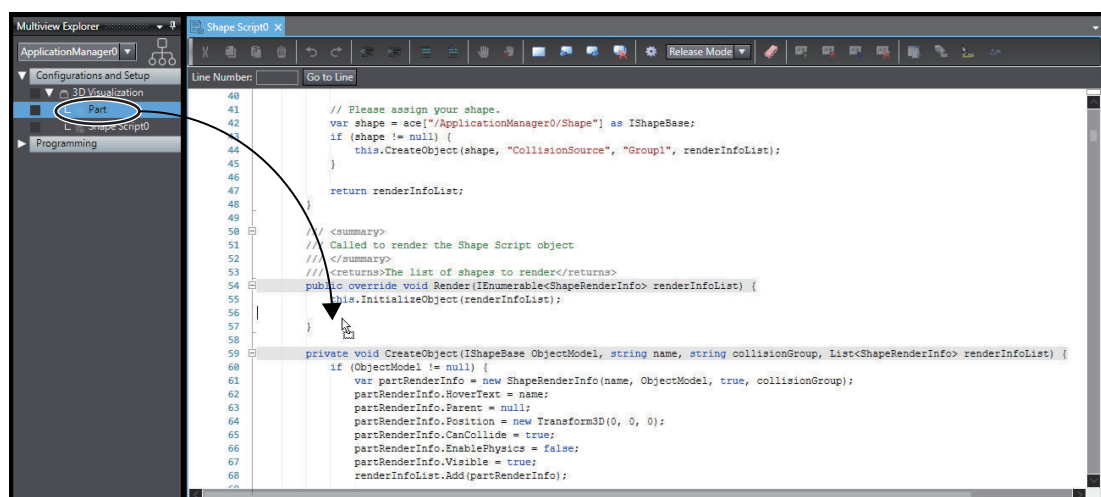 Multiview Explorer
Shape Script0
ApplicationManager0
Release Mode
Configurations and Setup
Line Number:
Go to Line
3D Visualization
Part
Shape Script0
Programming
40
41 // Please assign your shape.
42 var shape = ace["/ApplicationManager0/Shape"] as IShapeBase;
43 if (shape != null) {
44 this.CreateObject(shape, "CollisionSource", "Group1", renderInfoList);
45 }
46
47 return renderInfoList;
48 }
49
50 /// <summary>
51 /// Called to render the Shape Script object
52 /// </summary>
53 /// <returns>The list of shapes to render</returns>
54 public override void Render(IEnumerable<ShapeRenderInfo> renderInfoList) {
55 this.InitializeObject(renderInfoList);
56
57 }
58
59 private void CreateObject(IShapeBase ObjectModel, string name, string collisionGroup, List<ShapeRenderInfo> renderInfoList) {
60 if (ObjectModel != null) {
61 var partRenderInfo = new ShapeRenderInfo(name, ObjectModel, true, collisionGroup);
62 partRenderInfo.HoverText = name;
63 partRenderInfo.Parent = null;
64 partRenderInfo.Position = new Transform3D(0, 0, 0);
65 partRenderInfo.CanCollide = true;
66 partRenderInfo.EnablePhysics = false;
67 partRenderInfo.Visible = true;
68 renderInfoList.Add(partRenderInfo);